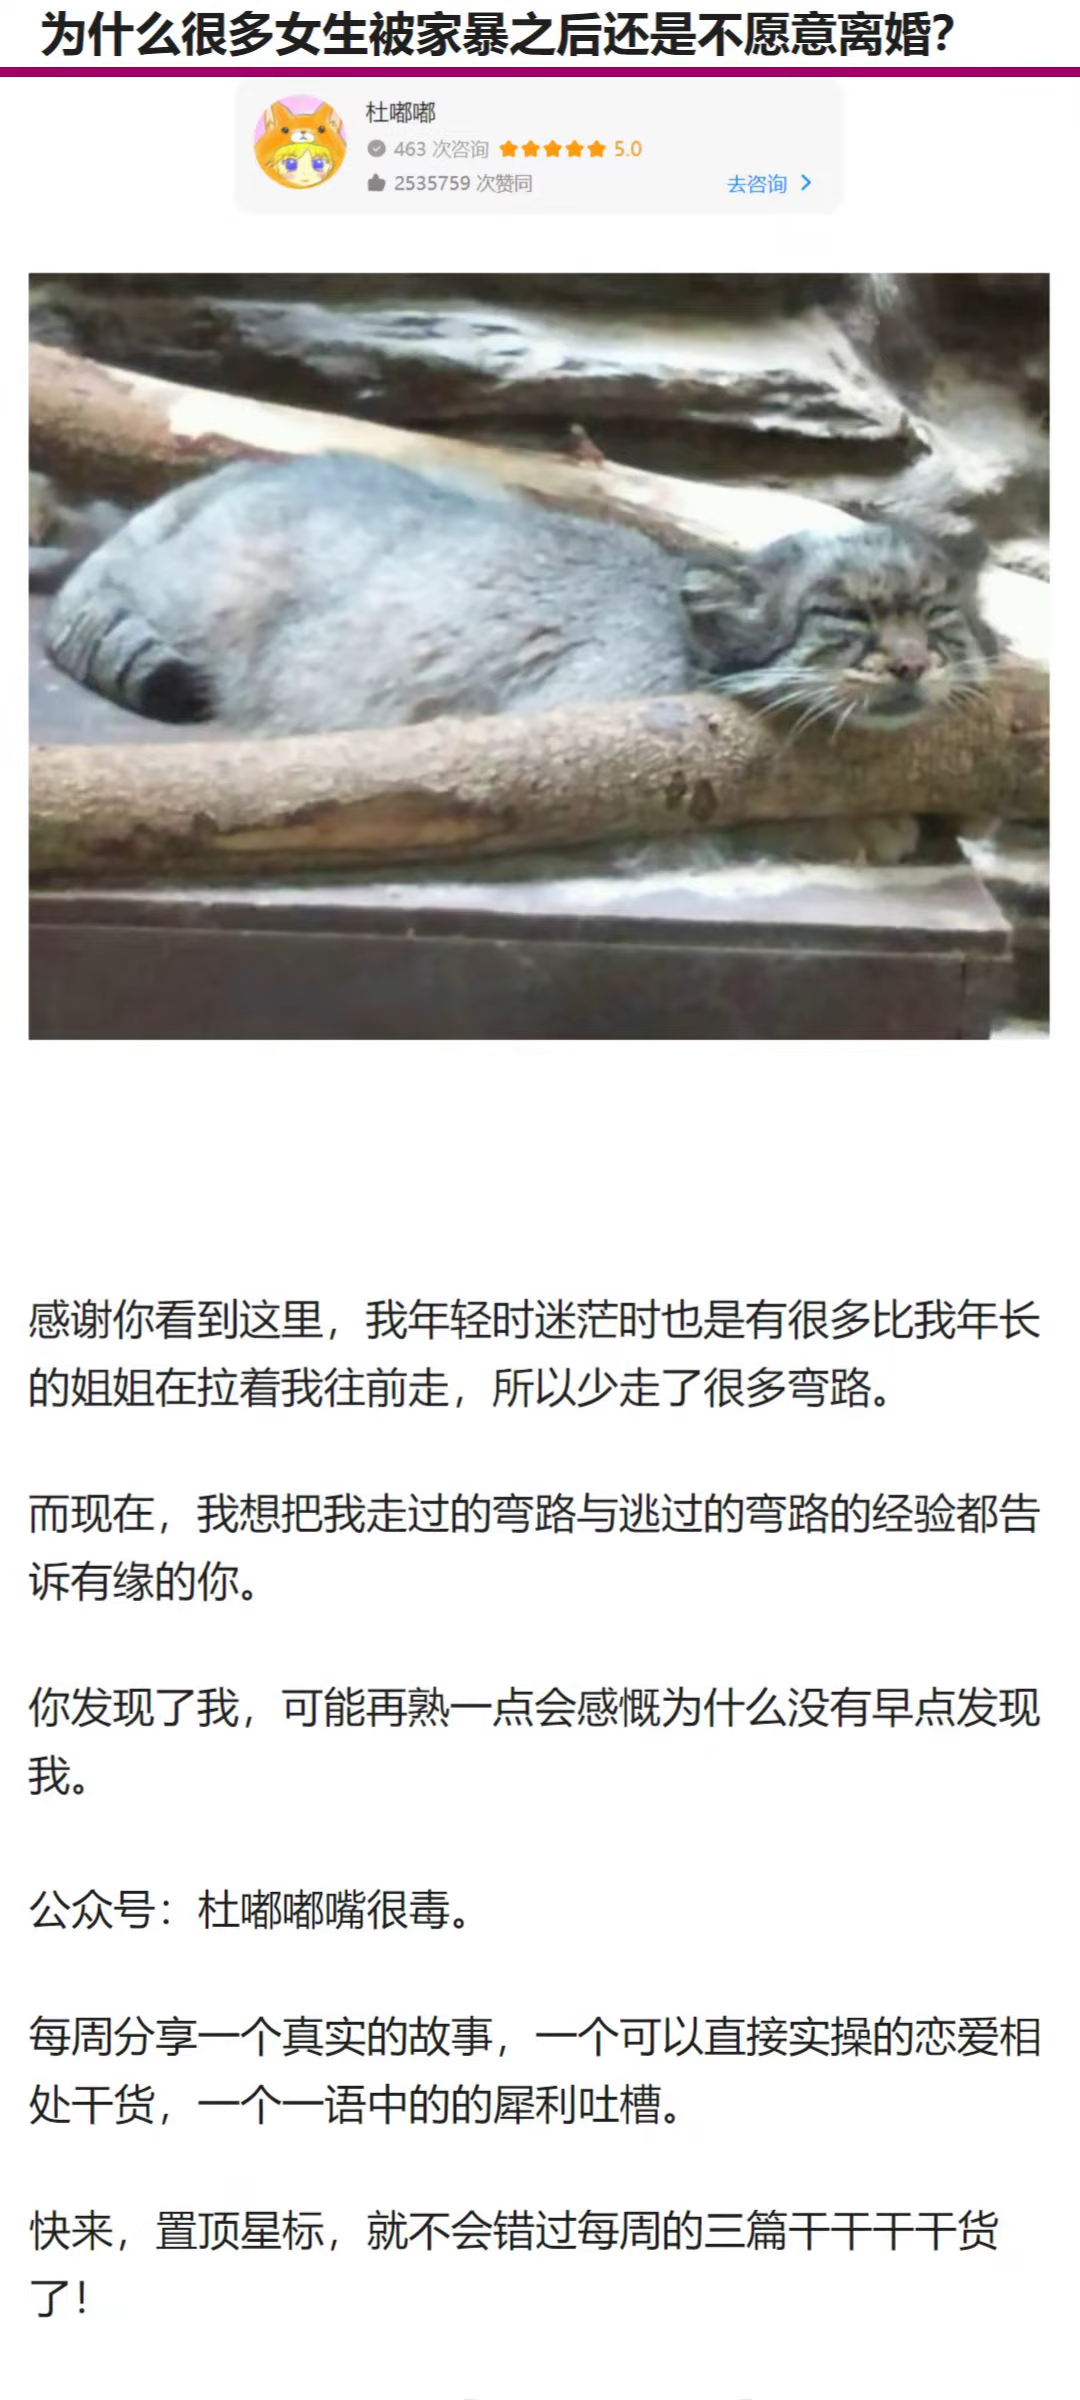 为什么很多女生被家暴之后还是不愿意离婚？
杜嘟嘟
463 次咨询 5.0
2535759 次赞同
去咨询
感谢你看到这里，我年轻时迷茫时也是有很多比我年长
的姐姐在拉着我往前走，所以少走了很多弯路。
而现在，我想把我走过的弯路与逃过的弯路的经验都告
诉有缘的你。
你发现了我，可能再熟一点会感慨为什么没有早点发现
我。
公众号：杜嘟嘟嘴很毒。
每周分享一个真实的故事，一个可以直接实操的恋爱相
处干货，一个一语中的的犀利吐槽。
快来，置顶星标，就不会错过每周的三篇干干干干货
了！